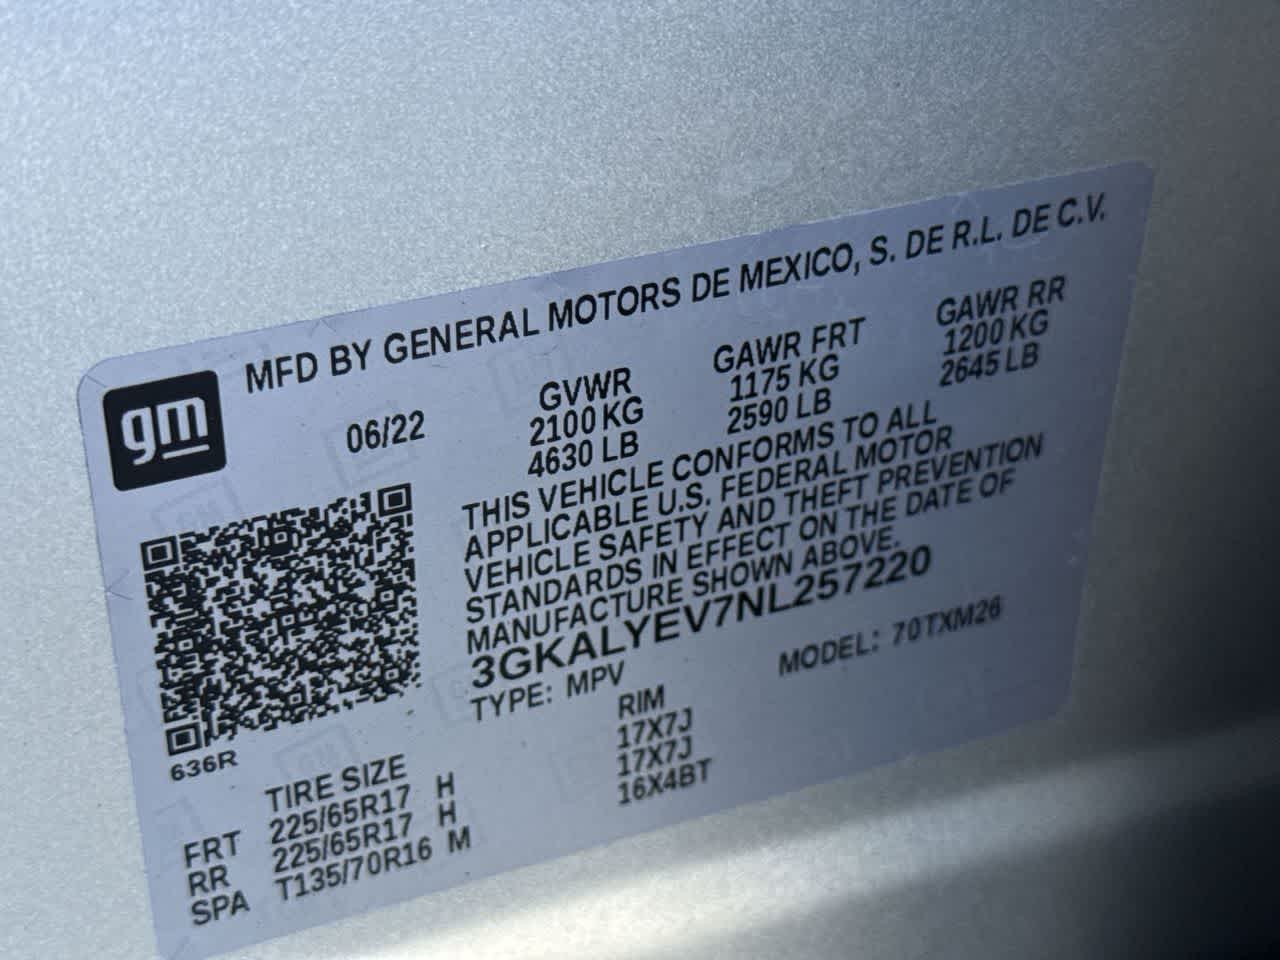 MFD BY GENERAL MOTORS DE MEXICO, S. DE R.L. DE C.V.
gm
06/22
GVWR GAWR FRT GAWR RR
2100 KG 1175 KG 1200 KG
4630 LB 2590 LB 2645 LB
THIS VEHICLE CONFORMS TO ALL
APPLICABLE U.S. FEDERAL MOTOR
VEHICLE SAFETY AND THEFT PREVENTION
STANDARDS IN EFFECT ON THE DATE OF
MANUFACTURE SHOWN ABOVE.
3GKALYEV7NL257220
TYPE: MPV MODEL: 70TXM26
636R
TIRE SIZE RIM
FRT 225/65R17 H 17X7J
RR 225/65R17 H 17X7J
SPA T135/70R16 M 16X4BT